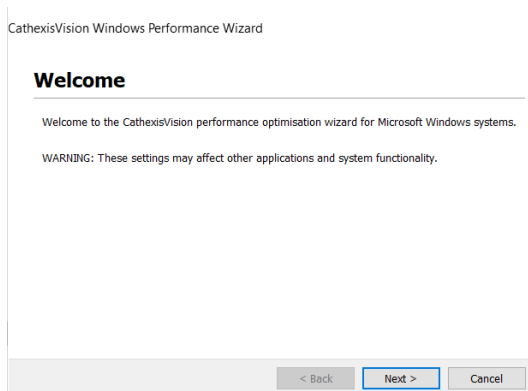 CathexisVision Windows Performance Wizard
Welcome
Welcome to the CathexisVision performance optimisation wizard for Microsoft Windows systems.
WARNING: These settings may affect other applications and system functionality.
< Back Next > Cancel